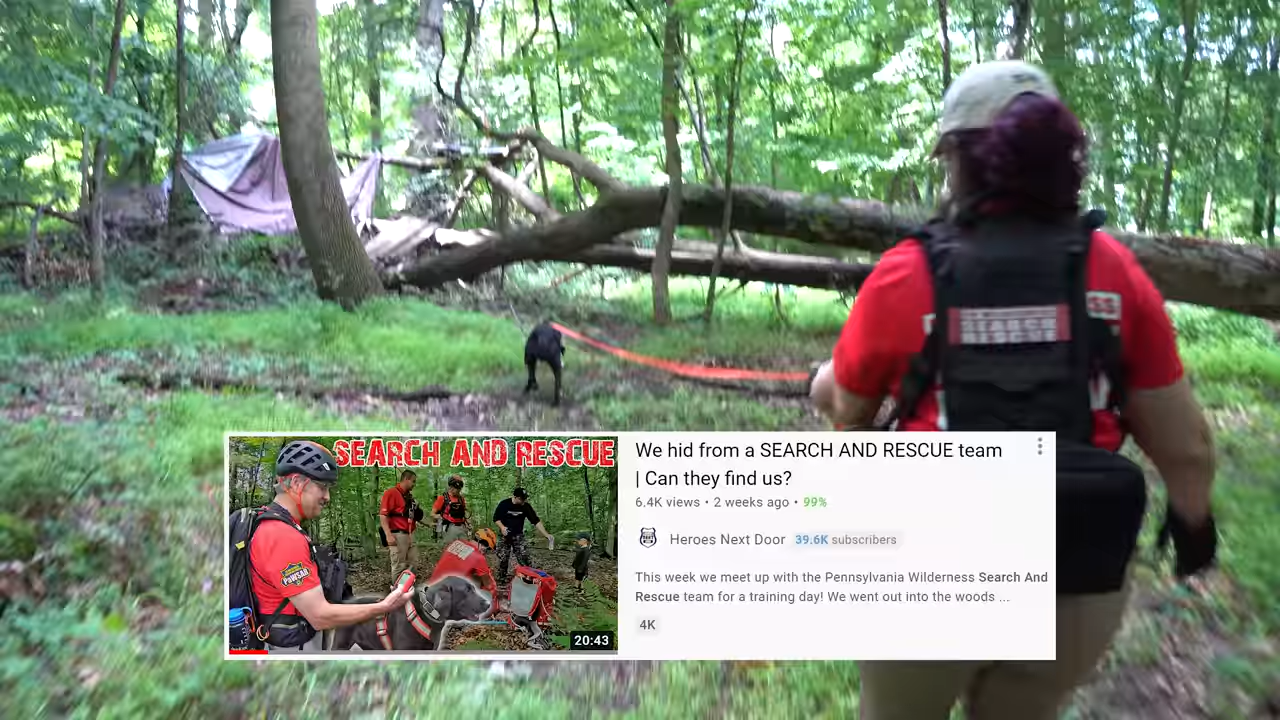 SEARCH
RESCUE
SEARCH AND RESCUE
PAWSAR
20:43
We hid from a SEARCH AND RESCUE team
| Can they find us?
6.4K views • 2 weeks ago • 99%
Heroes Next Door 39.6K subscribers
This week we meet up with the Pennsylvania Wilderness Search And
Rescue team for a training day! We went out into the woods ...
4K